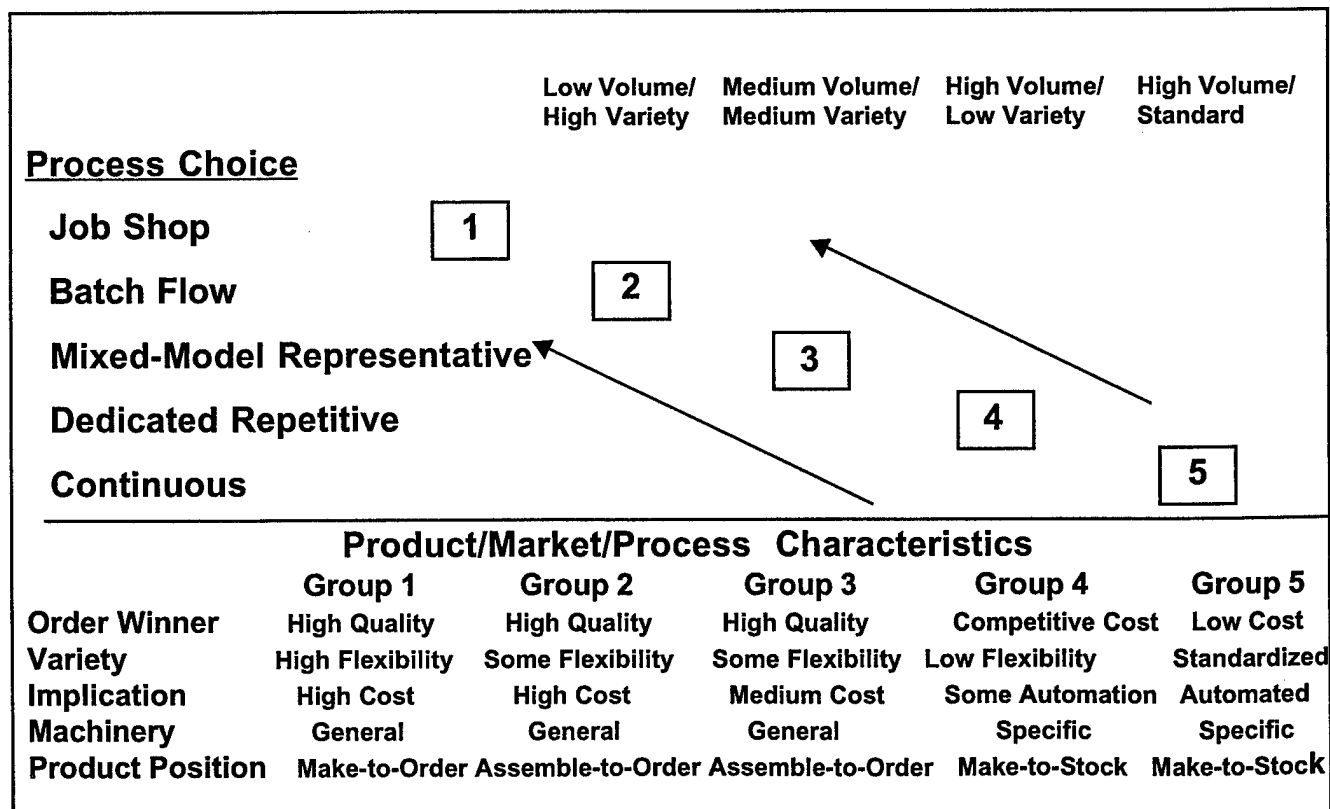 Low Volume/ Medium Volume/ High Volume/ High Volume/
High Variety Medium Variety Low Variety Standard
Process Choice
Job Shop 1
Batch Flow 2
Mixed-Model Representative 3
Dedicated Repetitive 4
Continuous 5
Product/Market/Process Characteristics
Group 1 Group 2 Group 3 Group 4 Group 5
Order Winner High Quality High Quality High Quality Competitive Cost Low Cost
Variety High Flexibility Some Flexibility Some Flexibility Low Flexibility Standardized
Implication High Cost High Cost Medium Cost Some Automation Automated
Machinery General General General Specific Specific
Product Position Make-to-Order Assemble-to-Order Assemble-to-Order Make-to-Stock Make-to-Stock